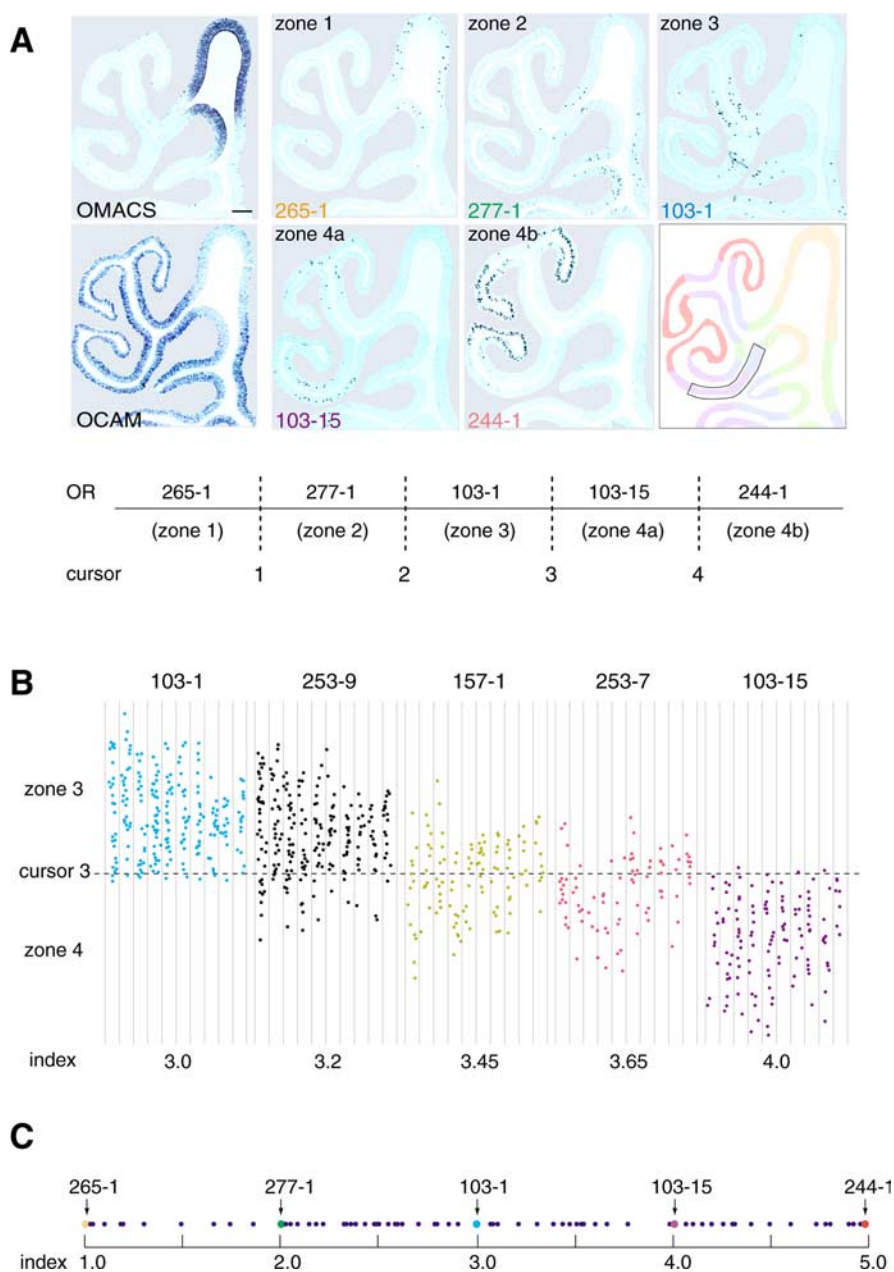 A
zone 1 zone 2 zone 3
OMACS 265-1 277-1 103-1
zone 4a zone 4b
OCAM 103-15 244-1
OR 265-1 277-1 103-1 103-15 244-1
(zone 1) (zone 2) (zone 3) (zone 4a) (zone 4b)
cursor 1 2 3 4
B
103-1 253-9 157-1 253-7 103-15
zone 3
cursor 3
zone 4
index 3.0 3.2 3.45 3.65 4.0
C
265-1 277-1 103-1 103-15 244-1
index 1.0 2.0 3.0 4.0 5.0